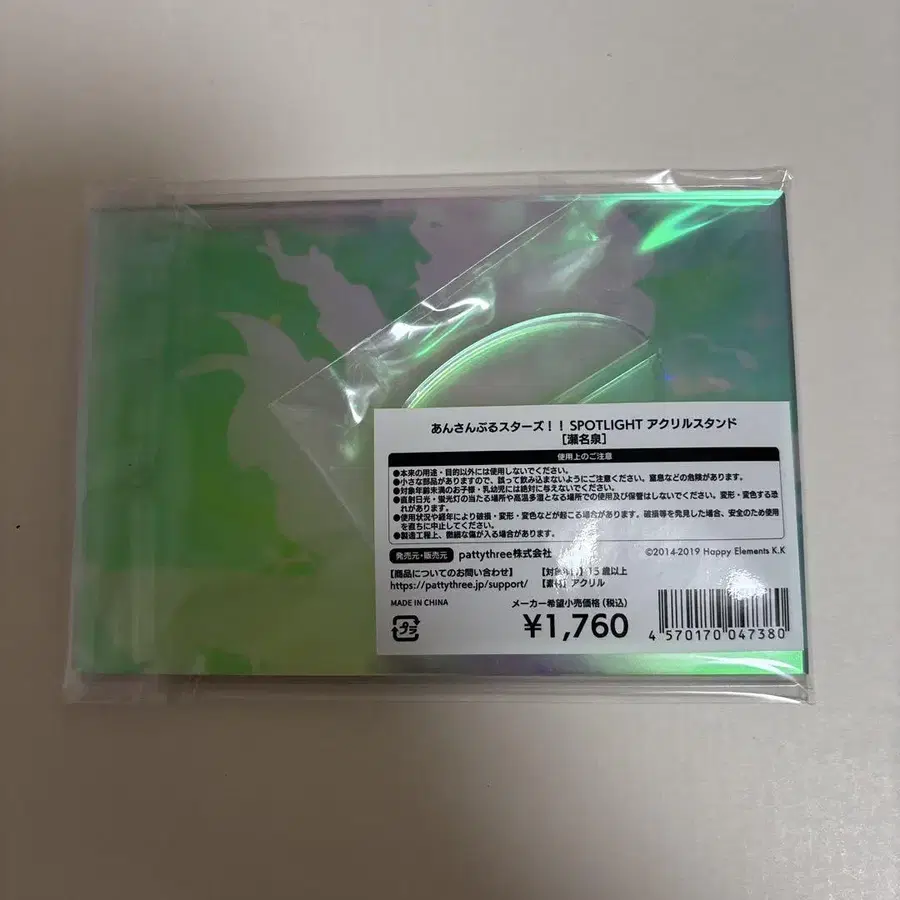 あんさんぶるスターズ！！ SPOTLIGHT アクリルスタンド
［瀬名泉］
使用上のご注意
●本来の用途・目的以外には使用しないでください。
●小さな部品がありますので、誤って飲み込まないようにご注意ください。窒息などの危険があります。
●対象年齢未満のお子様・乳幼児には絶対に与えないでください。
●直射日光・蛍光灯の当たる場所や高温多湿となる場所での使用及び保管はしないでください。変形・変色する恐
れがあります。
●使用状況や経年により破損・変形・変色などが起こる場合があります。破損等を発見した場合、安全のため使用
を直ちに中止してください。
●製造工程上、微細な傷が入る場合があります。
発売元・販売元 pattythree株式会社 ©2014-2019 Happy Elements K.K
【商品についてのお問い合わせ】 【対象年齢】15歳以上
https://pattythree.jp/support/ 【素材】アクリル
MADE IN CHINA メーカー希望小売価格（税込）
プラ ¥1,760 4 570170 047380